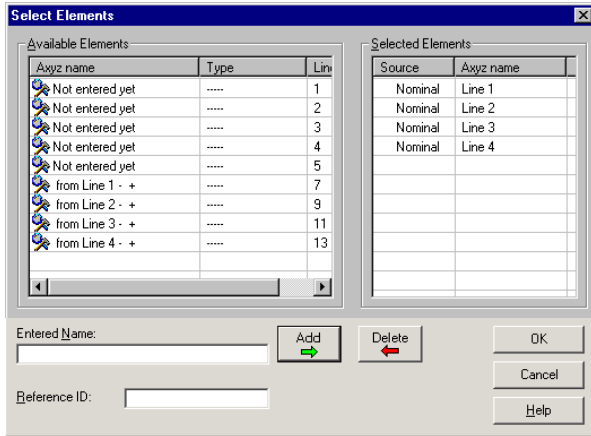 Select Elements
Available Elements
Axyz name Type Lin
Not entered yet ----- 1
Not entered yet ----- 2
Not entered yet ----- 3
Not entered yet ----- 4
Not entered yet ----- 5
from Line 1 - + ----- 7
from Line 2 - + ----- 9
from Line 3 - + ----- 11
from Line 4 - + ----- 13
Selected Elements
Source Axyz name
Nominal Line 1
Nominal Line 2
Nominal Line 3
Nominal Line 4
Entered Name:
Add
Delete
OK
Cancel
Reference ID:
Help